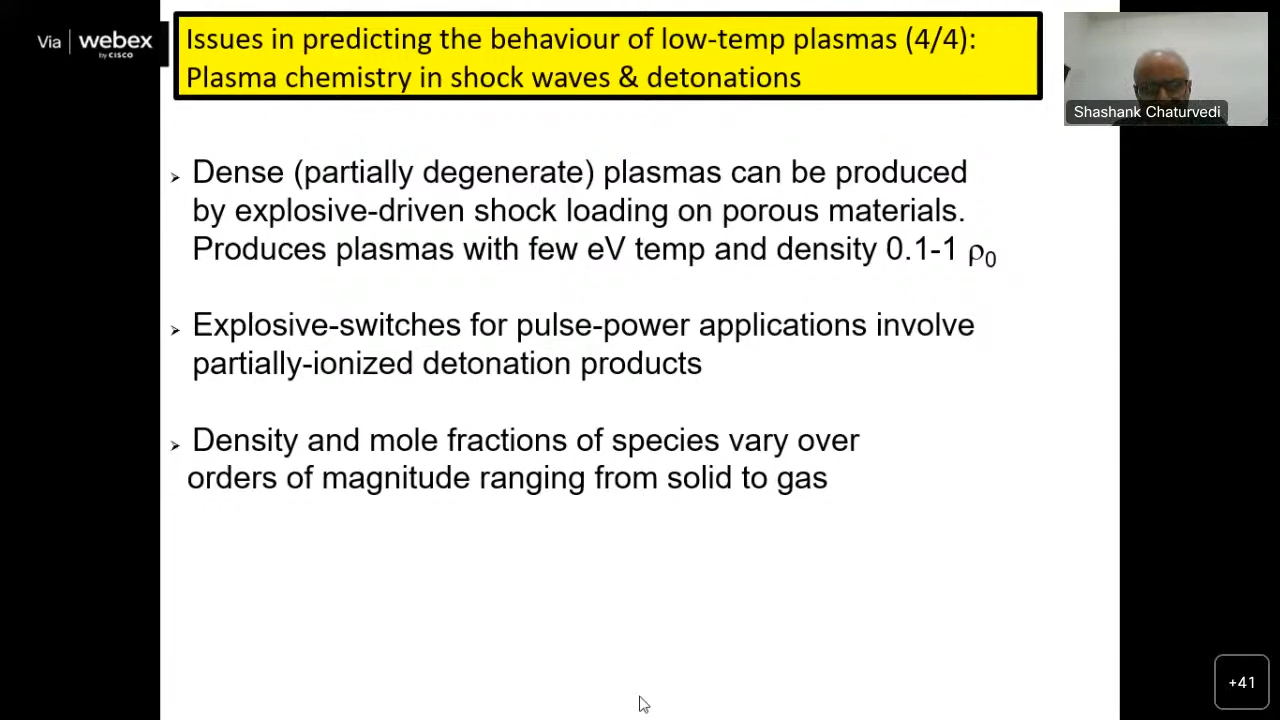 Via | webex
by CISCO
Issues in predicting the behaviour of low-temp plasmas (4/4):
Plasma chemistry in shock waves & detonations
Shashank Chaturvedi
➢ Dense (partially degenerate) plasmas can be produced
by explosive-driven shock loading on porous materials.
Produces plasmas with few eV temp and density 0.1-1 ρ₀
➢ Explosive-switches for pulse-power applications involve
partially-ionized detonation products
➢ Density and mole fractions of species vary over
orders of magnitude ranging from solid to gas
+41